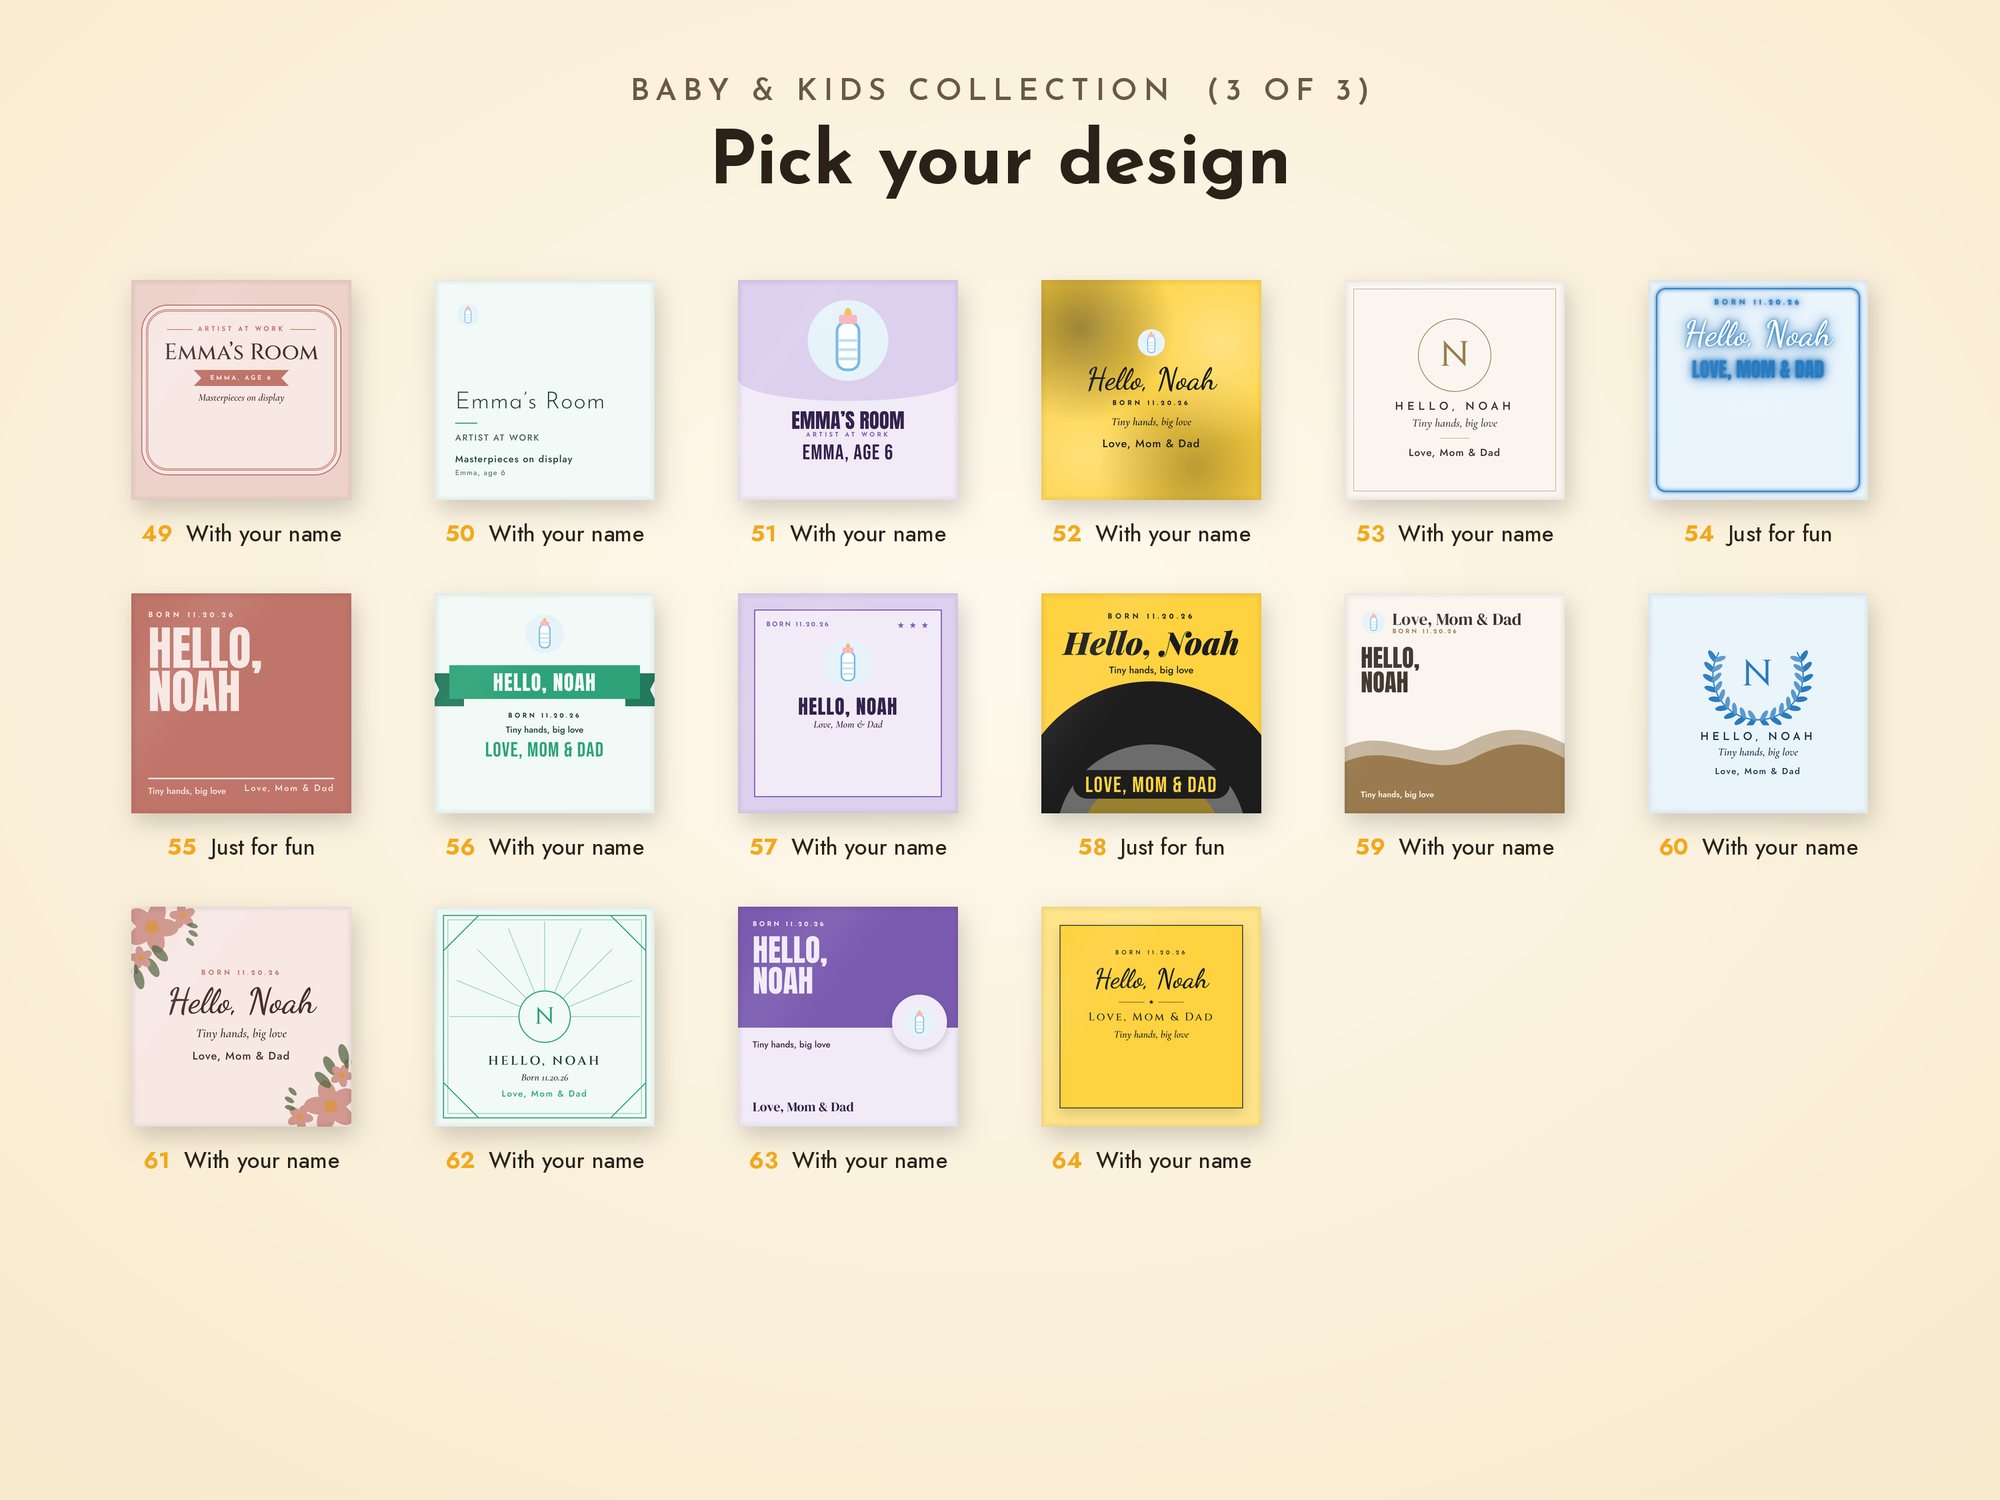 BABY & KIDS COLLECTION (3 OF 3)
Pick your design
ARTIST AT WORK
EMMA'S ROOM
EMMA, AGE 6
Masterpieces on display
49 With your name
Emma's Room
ARTIST AT WORK
Masterpieces on display
Emma, age 6
50 With your name
EMMA'S ROOM
ARTIST AT WORK
EMMA, AGE 6
51 With your name
Hello, Noah
BORN 11.20.26
Tiny hands, big love
Love, Mom & Dad
52 With your name
N
HELLO, NOAH
Tiny hands, big love
Love, Mom & Dad
53 With your name
BORN 11.20.26
Hello, Noah
LOVE, MOM & DAD
54 Just for fun
BORN 11.20.26
HELLO,
NOAH
Tiny hands, big love Love, Mom & Dad
55 Just for fun
HELLO, NOAH
BORN 11.20.26
Tiny hands, big love
LOVE, MOM & DAD
56 With your name
BORN 11.20.26
HELLO, NOAH
Love, Mom & Dad
57 With your name
BORN 11.20.26
Hello, Noah
Tiny hands, big love
LOVE, MOM & DAD
58 Just for fun
Love, Mom & Dad
BORN 11.20.26
HELLO,
NOAH
Tiny hands, big love
59 With your name
N
HELLO, NOAH
Tiny hands, big love
Love, Mom & Dad
60 With your name
BORN 11.20.26
Hello, Noah
Tiny hands, big love
Love, Mom & Dad
61 With your name
N
HELLO, NOAH
Born 11.20.26
Love, Mom & Dad
62 With your name
BORN 11.20.26
HELLO,
NOAH
Tiny hands, big love
Love, Mom & Dad
63 With your name
BORN 11.20.26
Hello, Noah
LOVE, MOM & DAD
Tiny hands, big love
64 With your name